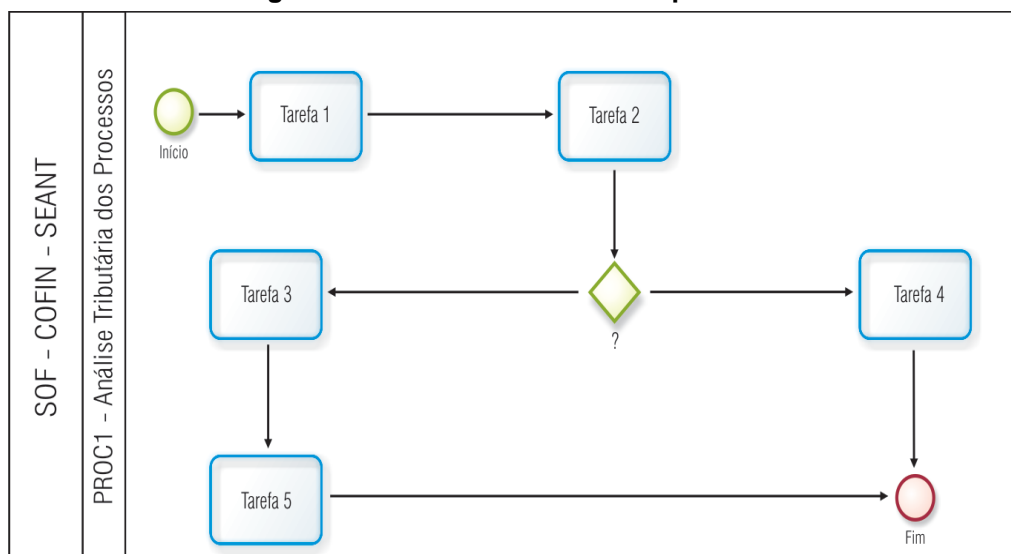 SOF - COFIN - SEANT
PROC1 - Análise Tributária dos Processos
Início
Tarefa 1
Tarefa 2
Tarefa 3
?
Tarefa 4
Tarefa 5
Fim